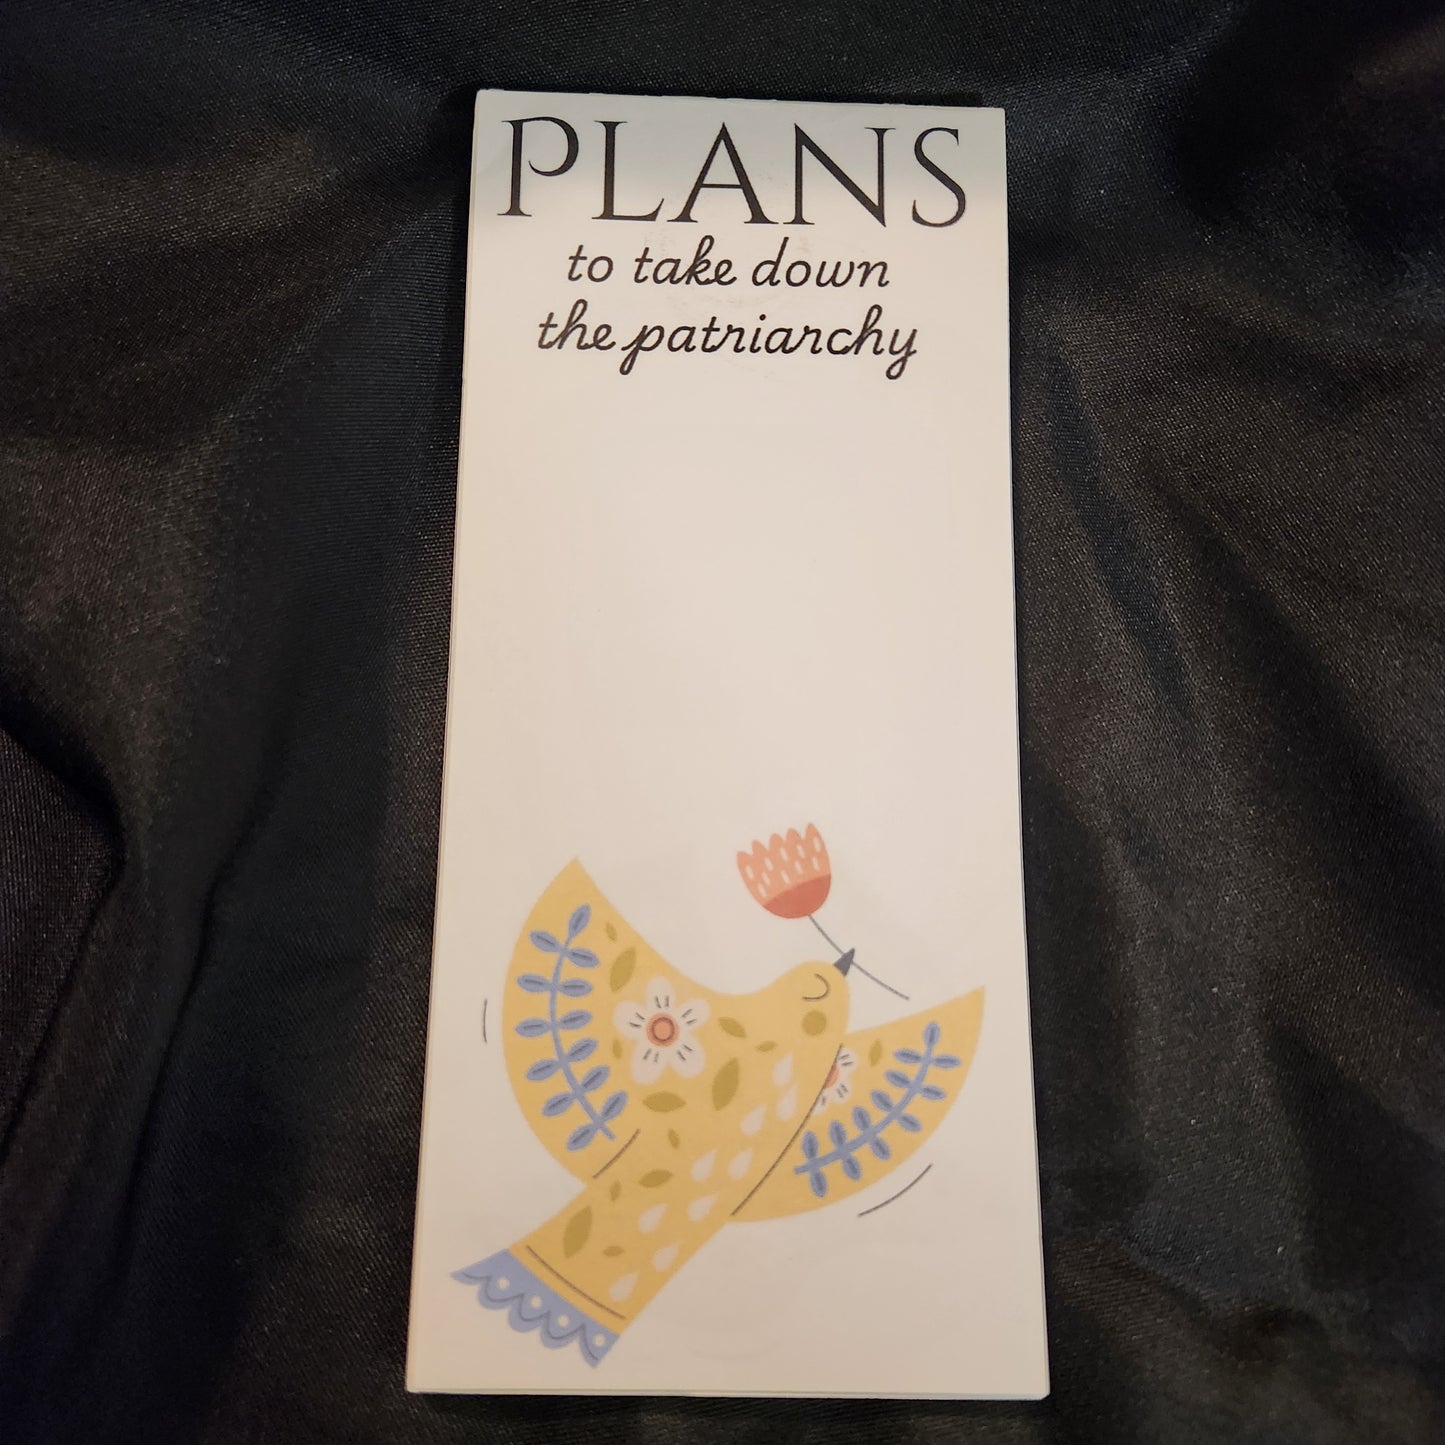 PLANS
to take down
the patriarchy